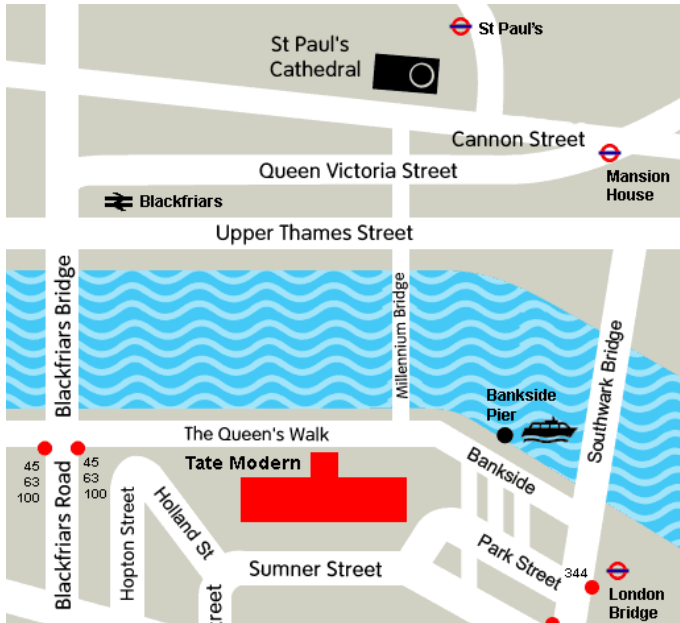 St Paul's
St Paul's
Cathedral
Cannon Street
Queen Victoria Street
Mansion
House
Blackfriars
Upper Thames Street
Blackfriars Bridge
Millennium Bridge
Southwark Bridge
Bankside
Pier
The Queen's Walk
Tate Modern
Bankside
45
63
100
45
63
100
Blackfriars Road
Hopton Street
Holland St
Sumner Street
Park Street
344
London
Bridge